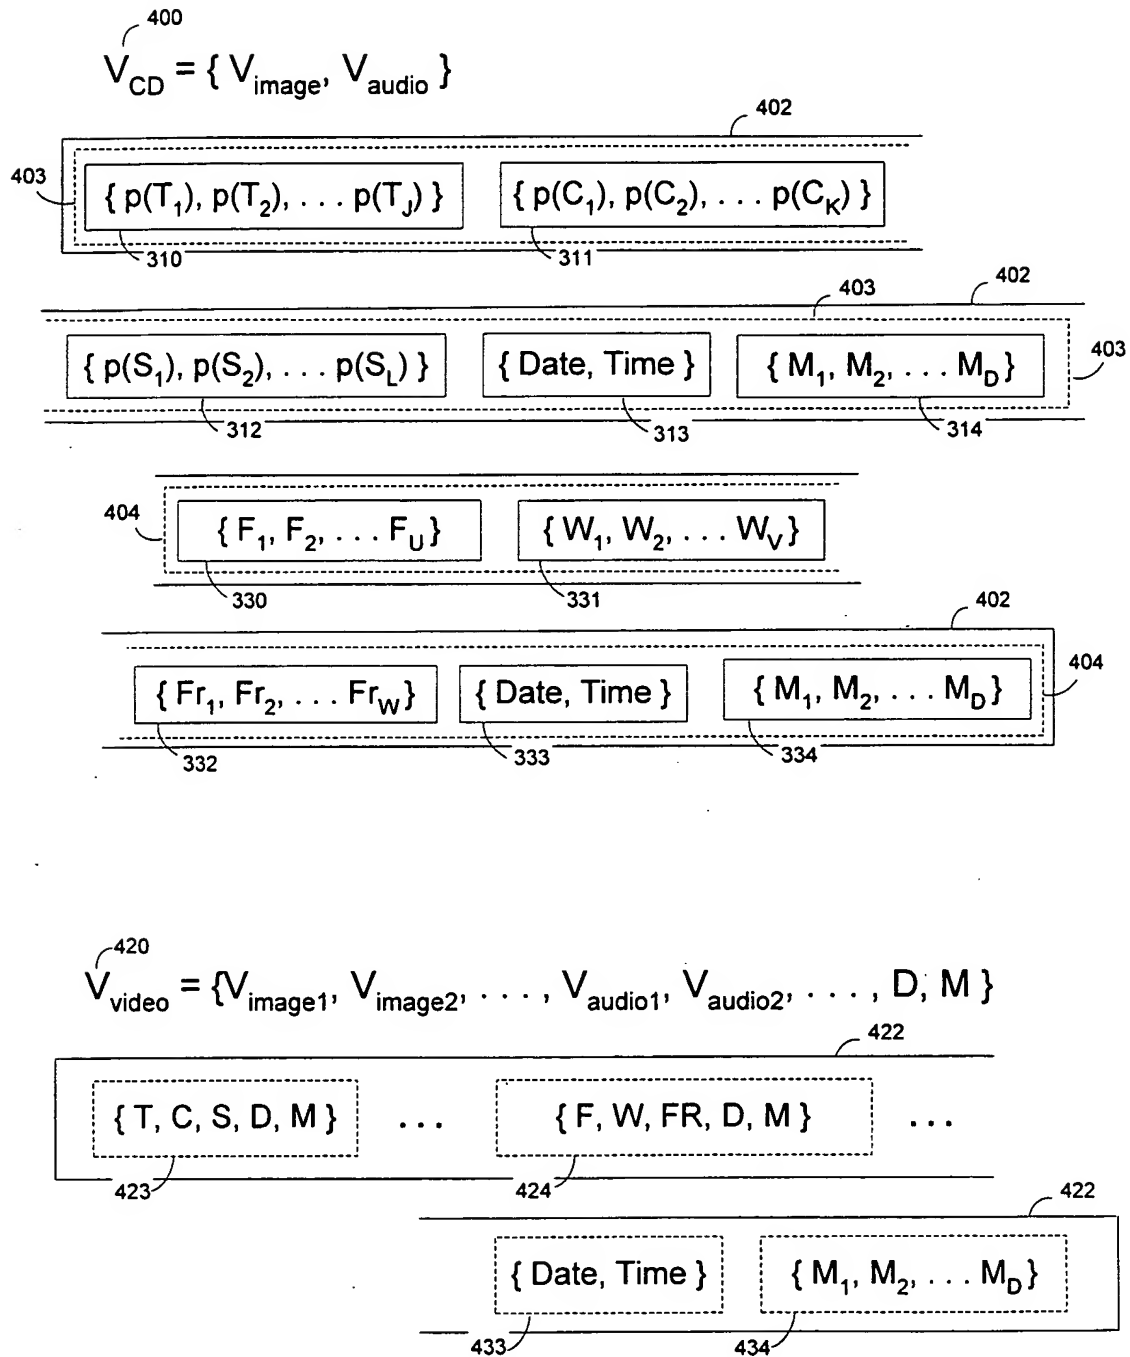 400
V_CD = { V_image, V_audio }
402
403
{ p(T_1), p(T_2), . . . p(T_J) } { p(C_1), p(C_2), . . . p(C_K) }
310 311
403 402
{ p(S_1), p(S_2), . . . p(S_L) } { Date, Time } { M_1, M_2, . . . M_D } 403
312 313 314
404 { F_1, F_2, . . . F_U } { W_1, W_2, . . . W_V }
330 331
402
{ Fr_1, Fr_2, . . . Fr_W } { Date, Time } { M_1, M_2, . . . M_D } 404
332 333 334
420
V_video = {V_image1, V_image2, . . . , V_audio1, V_audio2, . . . , D, M }
422
{ T, C, S, D, M } . . . { F, W, FR, D, M } . . .
423 424
422
{ Date, Time } { M_1, M_2, . . . M_D }
433 434